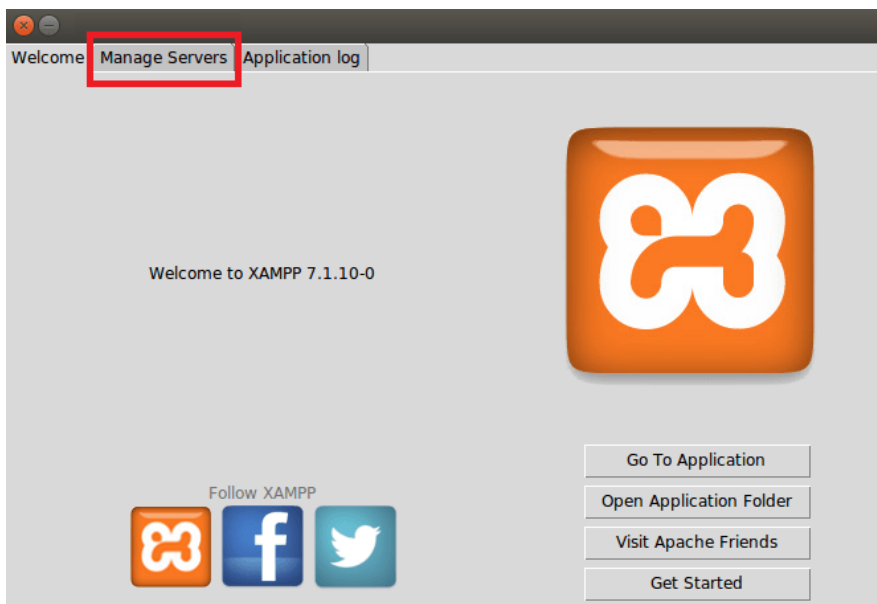 Welcome Manage Servers Application log
Welcome to XAMPP 7.1.10-0
Follow XAMPP
Go To Application
Open Application Folder
Visit Apache Friends
Get Started